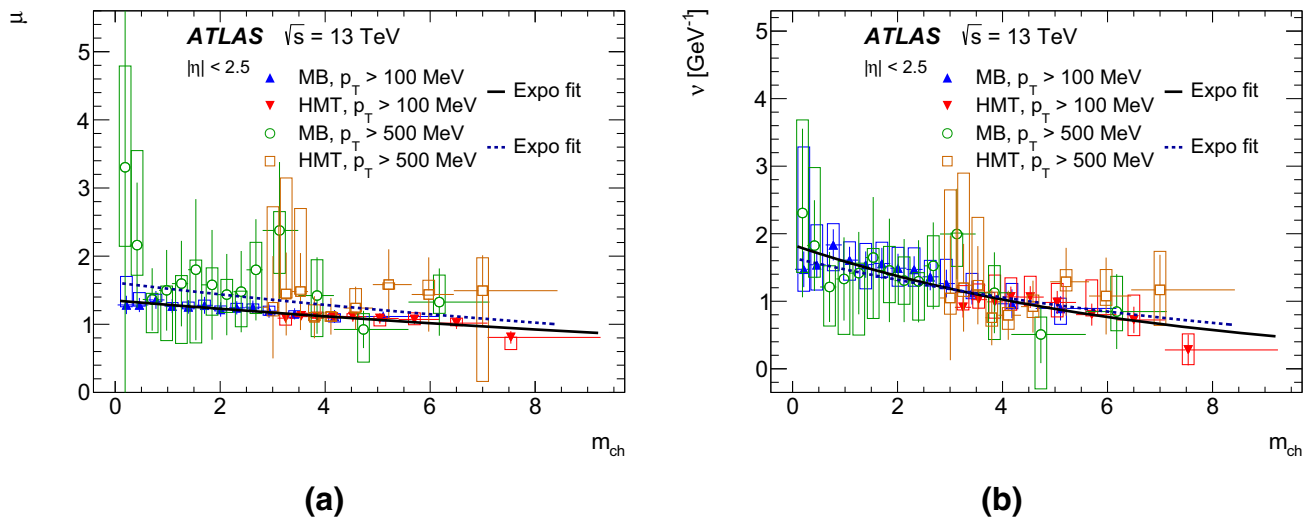 μ
ATLAS √s = 13 TeV
|η| < 2.5
MB, p_T > 100 MeV
HMT, p_T > 100 MeV
MB, p_T > 500 MeV
HMT, p_T > 500 MeV
Expo fit
Expo fit
5
4
3
2
1
0
0 2 4 6 8
m_ch
(a)
ν [GeV⁻¹]
ATLAS √s = 13 TeV
|η| < 2.5
MB, p_T > 100 MeV
HMT, p_T > 100 MeV
MB, p_T > 500 MeV
HMT, p_T > 500 MeV
Expo fit
Expo fit
5
4
3
2
1
0
0 2 4 6 8
m_ch
(b)